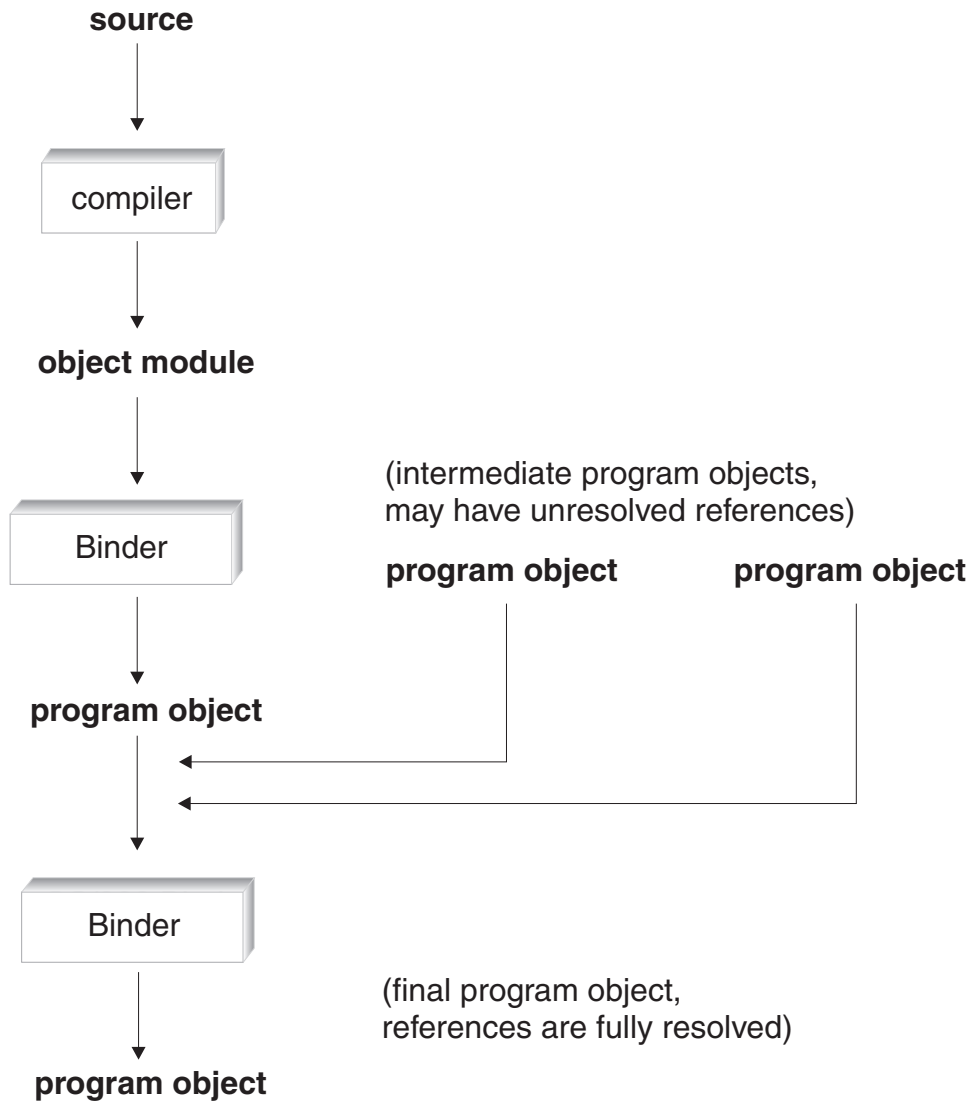 source
compiler
object module
(intermediate program objects,
may have unresolved references)
Binder
program object
program object
program object
Binder
(final program object,
references are fully resolved)
program object